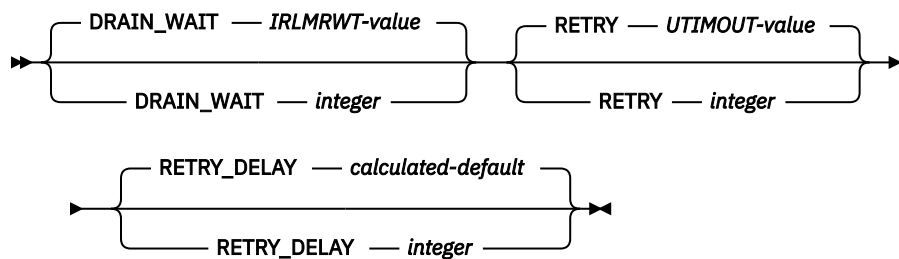 DRAIN_WAIT IRLMRWT-value RETRY UTIMOUT-value
DRAIN_WAIT integer RETRY integer
RETRY_DELAY calculated-default
RETRY_DELAY integer